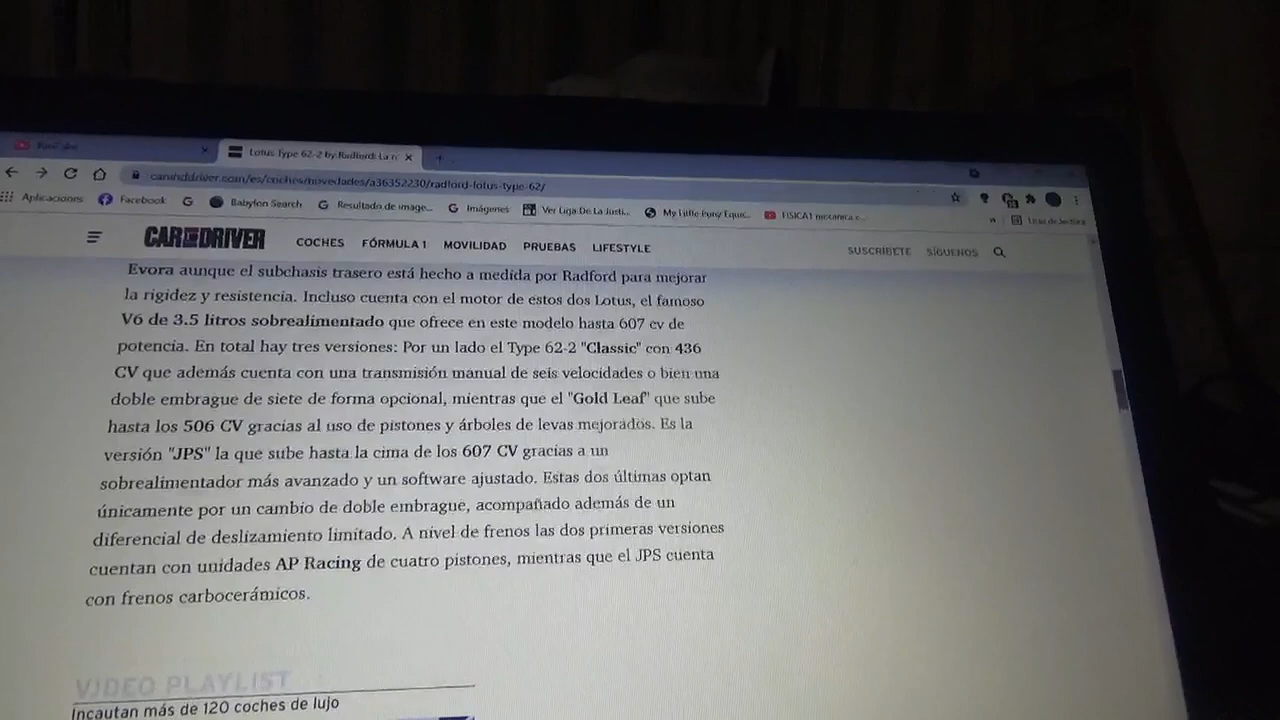 Lotus Type 62-2 by Radford: La r
caranddriver.com/es/coches/novedades/a36352230/radford-lotus-type-62/
Aplicaciones Facebook Babylon Search Resultado de image... Imágenes Ver Liga De La Justi... My Little Pony Equic... FISICA1 mecanica c... Lista de lectura
CAR AND DRIVER COCHES FÓRMULA 1 MOVILIDAD PRUEBAS LIFESTYLE SUSCRÍBETE SÍGUENOS
Evora aunque el subchasis trasero está hecho a medida por Radford para mejorar
la rigidez y resistencia. Incluso cuenta con el motor de estos dos Lotus, el famoso
V6 de 3.5 litros sobrealimentado que ofrece en este modelo hasta 607 cv de
potencia. En total hay tres versiones: Por un lado el Type 62-2 "Classic" con 436
CV que además cuenta con una transmisión manual de seis velocidades o bien una
doble embrague de siete de forma opcional, mientras que el "Gold Leaf" que sube
hasta los 506 CV gracias al uso de pistones y árboles de levas mejorados. Es la
versión "JPS" la que sube hasta la cima de los 607 CV gracias a un
sobrealimentador más avanzado y un software ajustado. Estas dos últimas optan
únicamente por un cambio de doble embrague, acompañado además de un
diferencial de deslizamiento limitado. A nivel de frenos las dos primeras versiones
cuentan con unidades AP Racing de cuatro pistones, mientras que el JPS cuenta
con frenos carbocerámicos.
VIDEO PLAYLIST
Incautan más de 120 coches de lujo